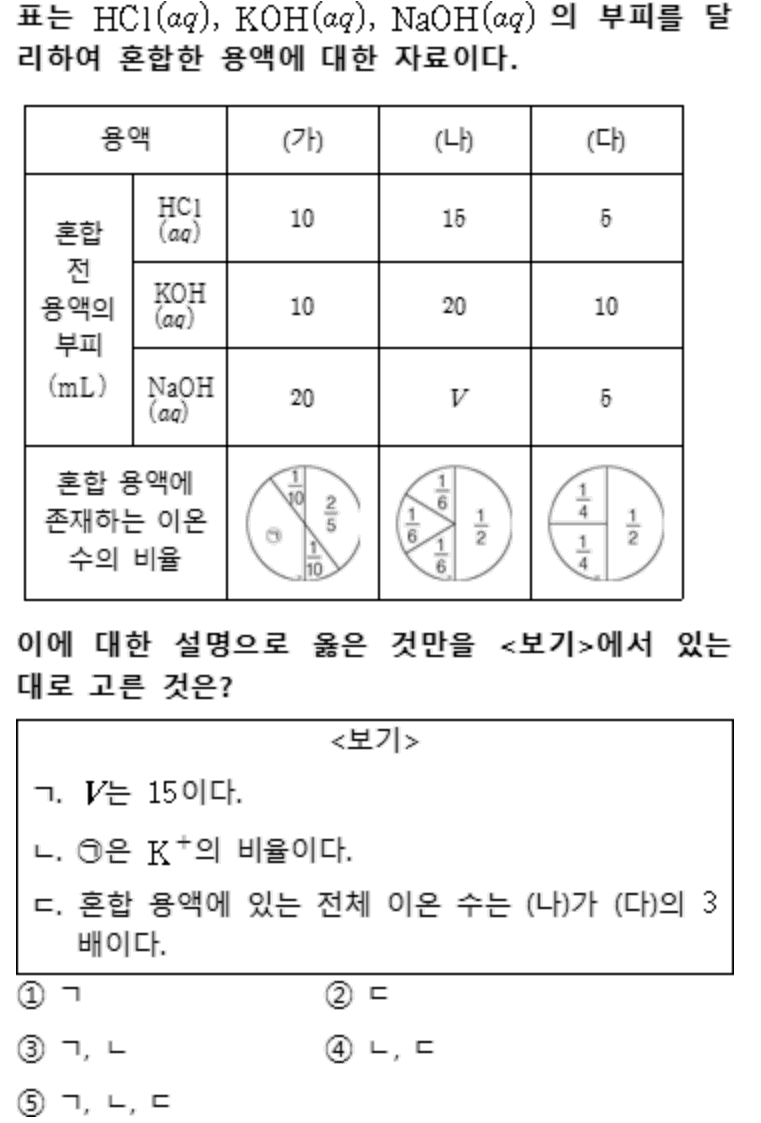 표는 HCl(aq), KOH(aq), NaOH(aq) 의 부피를 달
리하여 혼합한 용액에 대한 자료이다.
용액 (가) (나) (다)
혼합 전 용액의 부피 (mL)
HCl (aq) 10 15 5
KOH (aq) 10 20 10
NaOH (aq) 20 V 5
혼합 용액에 존재하는 이온 수의 비율
1/10 2/5 ㉠ 1/10
1/6 1/6 1/6 1/2
1/4 1/4 1/2
이에 대한 설명으로 옳은 것만을 <보기>에서 있는
대로 고른 것은?
<보기>
ㄱ. V는 15이다.
ㄴ. ㉠은 K⁺의 비율이다.
ㄷ. 혼합 용액에 있는 전체 이온 수는 (나)가 (다)의 3
배이다.
① ㄱ ② ㄷ
③ ㄱ, ㄴ ④ ㄴ, ㄷ
⑤ ㄱ, ㄴ, ㄷ